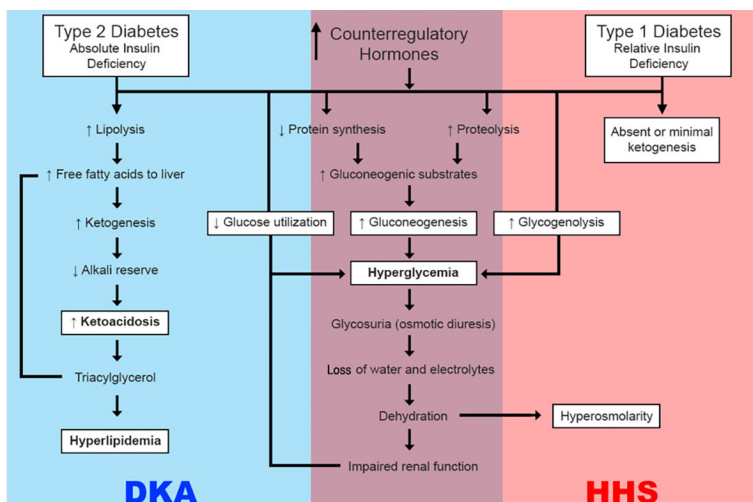 Type 2 Diabetes
Absolute Insulin
Deficiency
↑ Counterregulatory
Hormones
Type 1 Diabetes
Relative Insulin
Deficiency
↑ Lipolysis
↓ Protein synthesis
↑ Proteolysis
Absent or minimal
ketogenesis
↑ Free fatty acids to liver
↑ Gluconeogenic substrates
↑ Ketogenesis
↓ Glucose utilization
↑ Gluconeogenesis
↑ Glycogenolysis
↓ Alkali reserve
Hyperglycemia
↑ Ketoacidosis
Glycosuria (osmotic diuresis)
Triacylglycerol
Loss of water and electrolytes
Hyperlipidemia
Dehydration
Hyperosmolarity
Impaired renal function
DKA
HHS